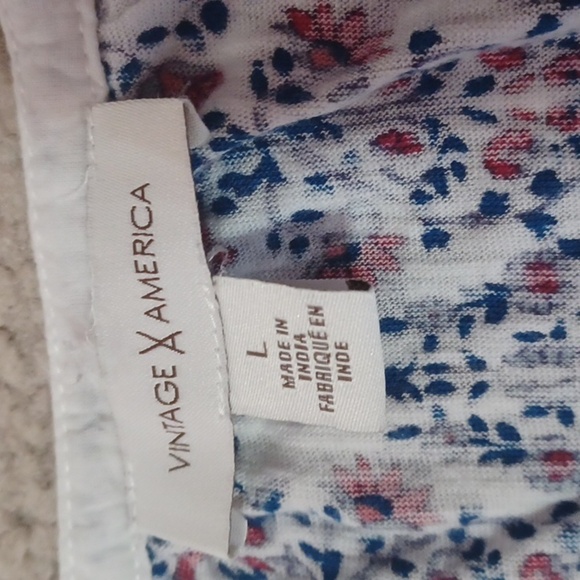 VINTAGE X AMERICA
L
MADE IN
INDIA
FABRIQUÉ EN
INDE